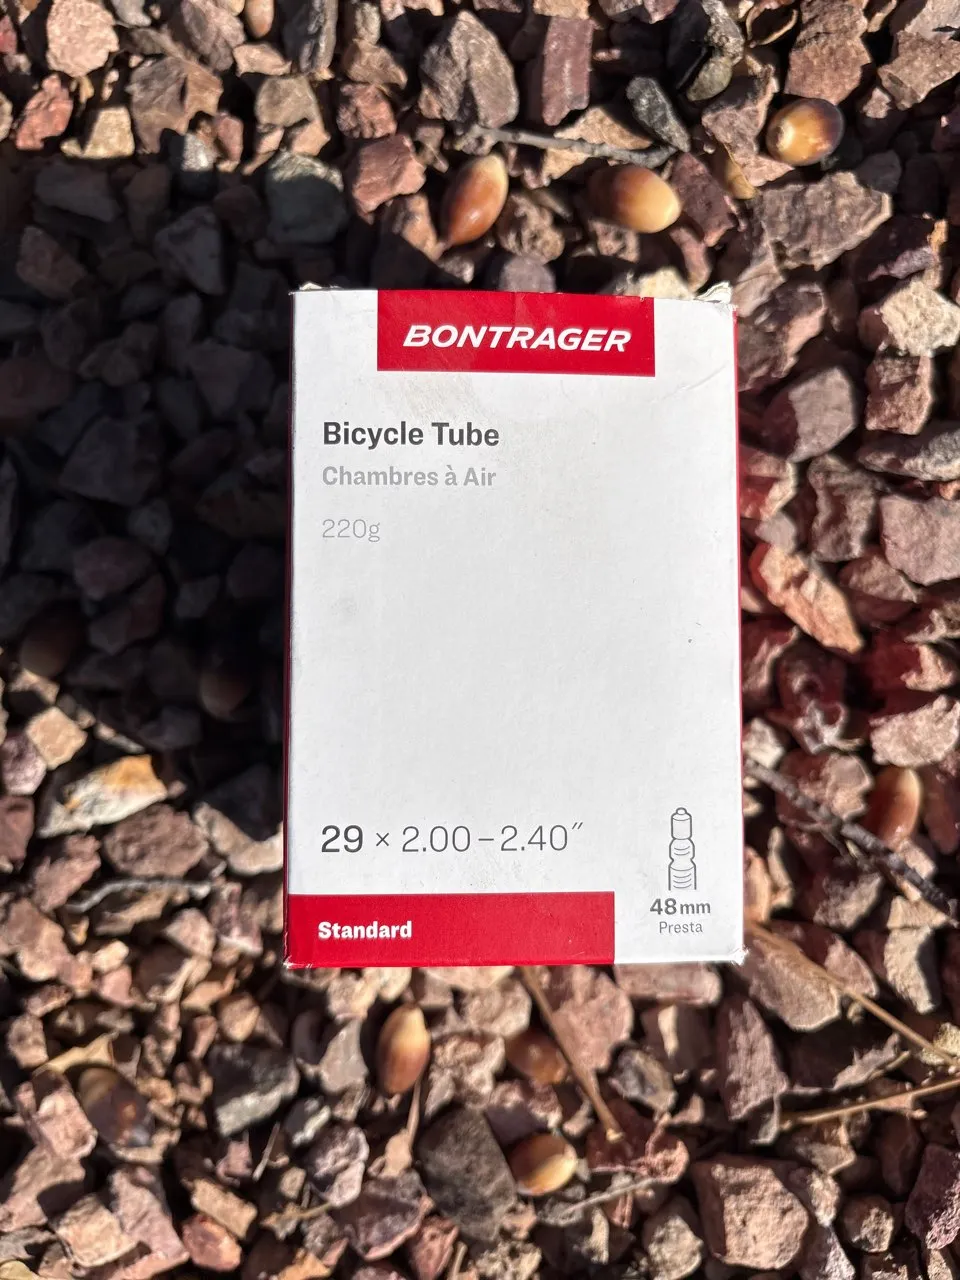 BONTRAGER
Bicycle Tube
Chambres à Air
220g
29 × 2.00–2.40″
48mm
Presta
Standard